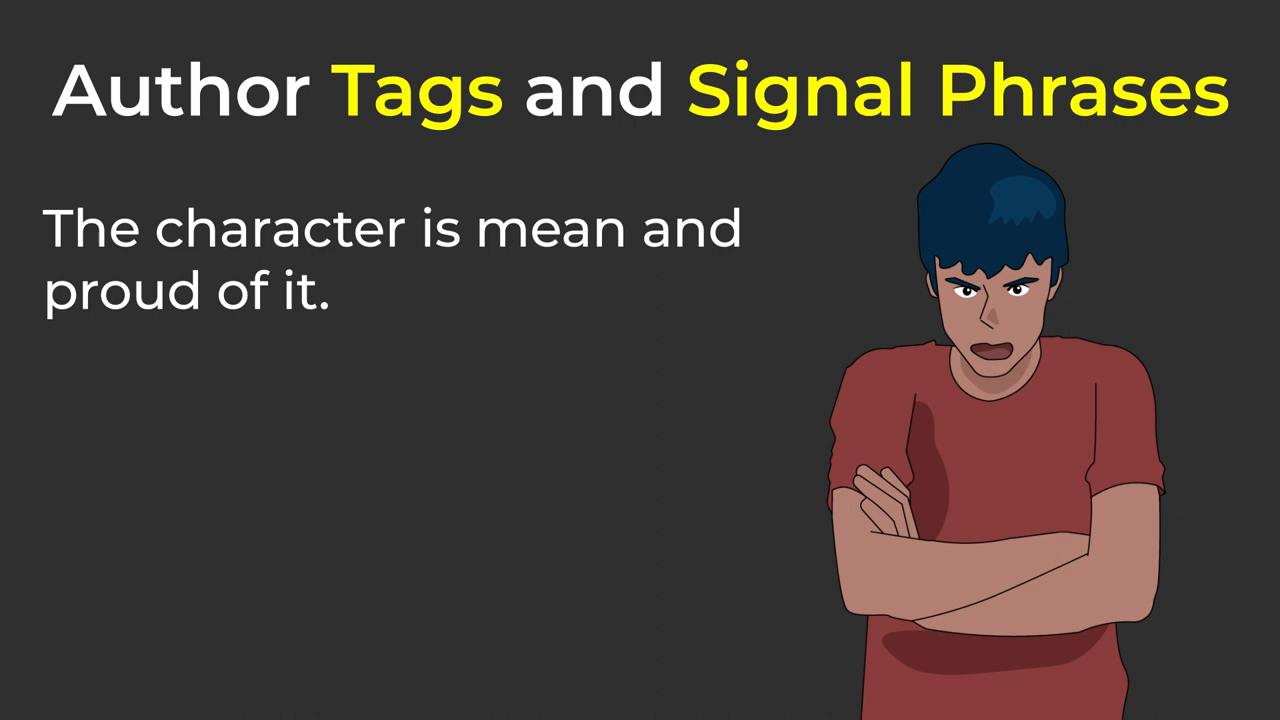 Author Tags and Signal Phrases
The character is mean and
proud of it.